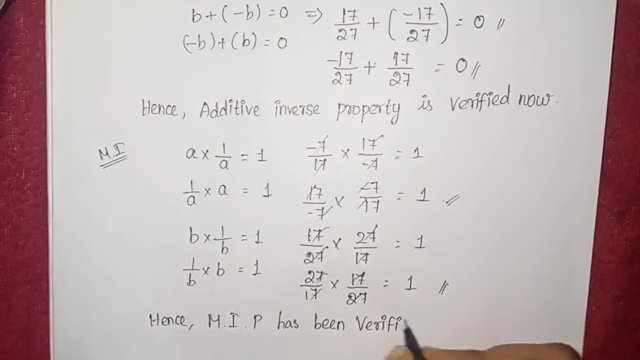 b + (-b) = 0 ⇒ 17/27 + (-17/27) = 0 //
(-b) + (b) = 0
-17/27 + 17/27 = 0 //
Hence, Additive inverse property is verified now.
M.I a × 1/a = 1 -7/17 × 17/-7 = 1
1/a × a = 1 17/-7 × -7/17 = 1 //
b × 1/b = 1 17/27 × 27/17 = 1
1/b × b = 1 27/17 × 17/27 = 1 //
Hence, M.I.P has been Verifi